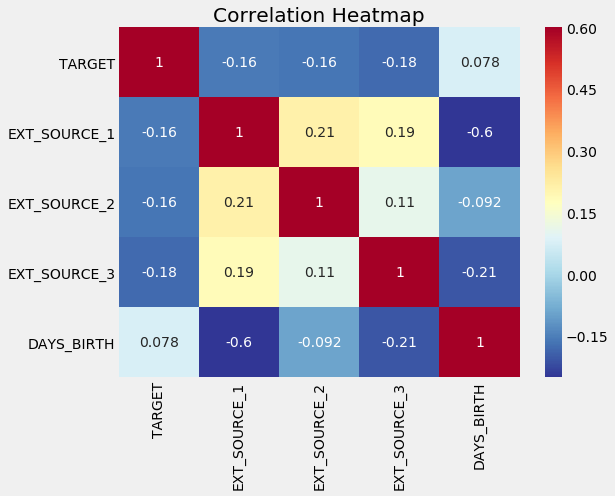 Correlation Heatmap
TARGET 1 -0.16 -0.16 -0.18 0.078
EXT_SOURCE_1 -0.16 1 0.21 0.19 -0.6
EXT_SOURCE_2 -0.16 0.21 1 0.11 -0.092
EXT_SOURCE_3 -0.18 0.19 0.11 1 -0.21
DAYS_BIRTH 0.078 -0.6 -0.092 -0.21 1
TARGET
EXT_SOURCE_1
EXT_SOURCE_2
EXT_SOURCE_3
DAYS_BIRTH
0.60
0.45
0.30
0.15
0.00
−0.15